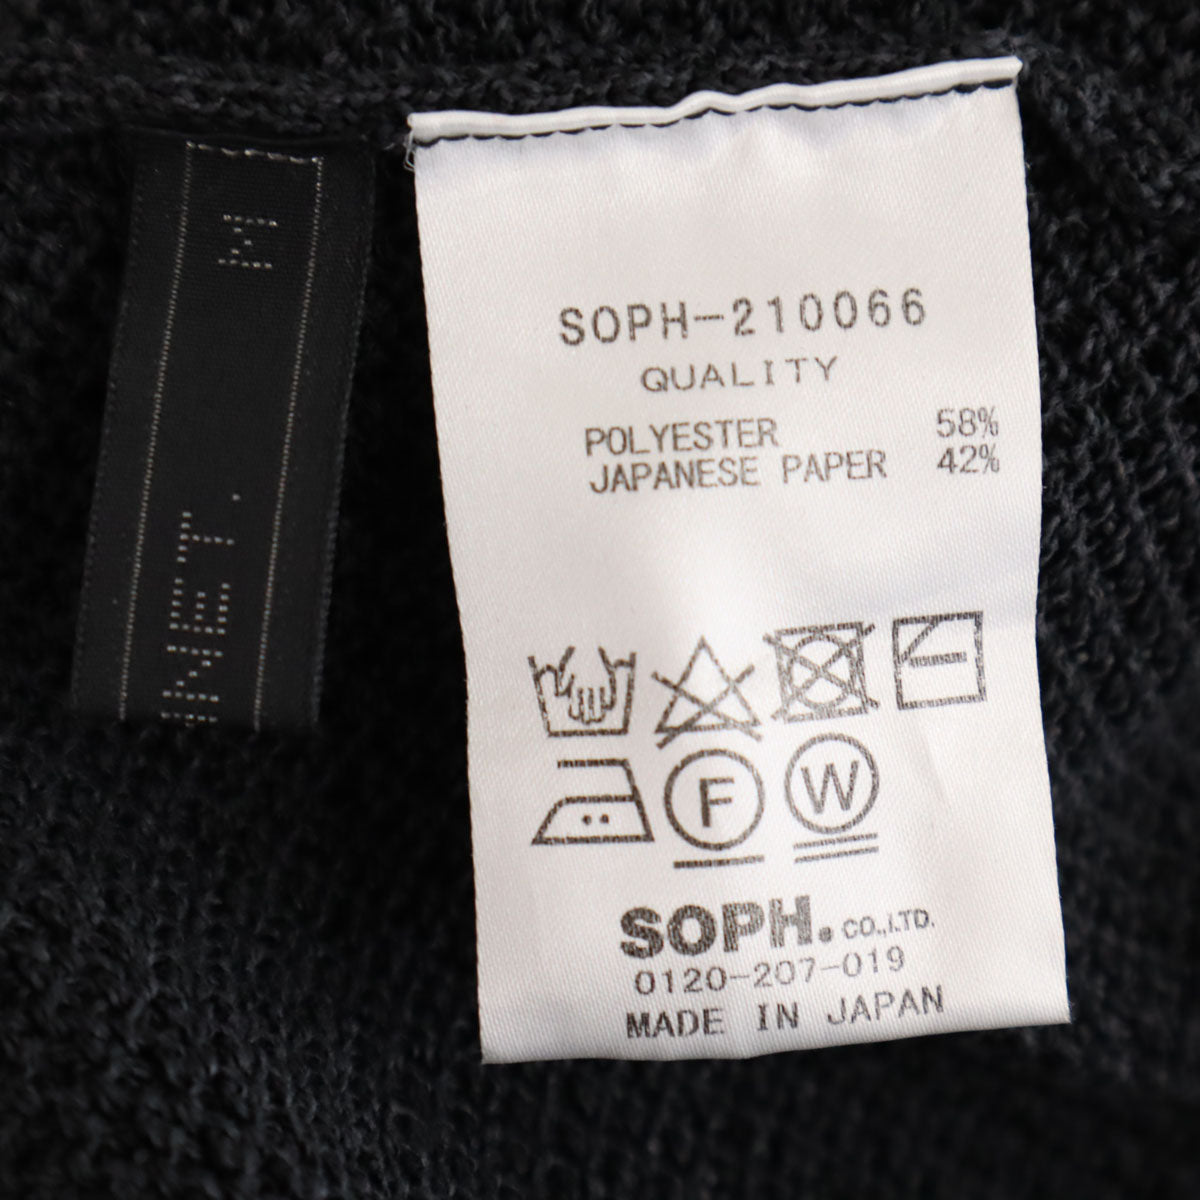 M
NET.
SOPH-210066
QUALITY
POLYESTER 58%
JAPANESE PAPER 42%
F
W
SOPH. CO.,LTD.
0120-207-019
MADE IN JAPAN